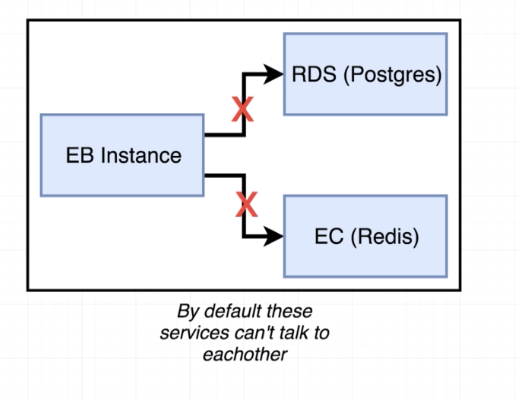 RDS (Postgres)
EB Instance
EC (Redis)
By default these
services can't talk to
eachother